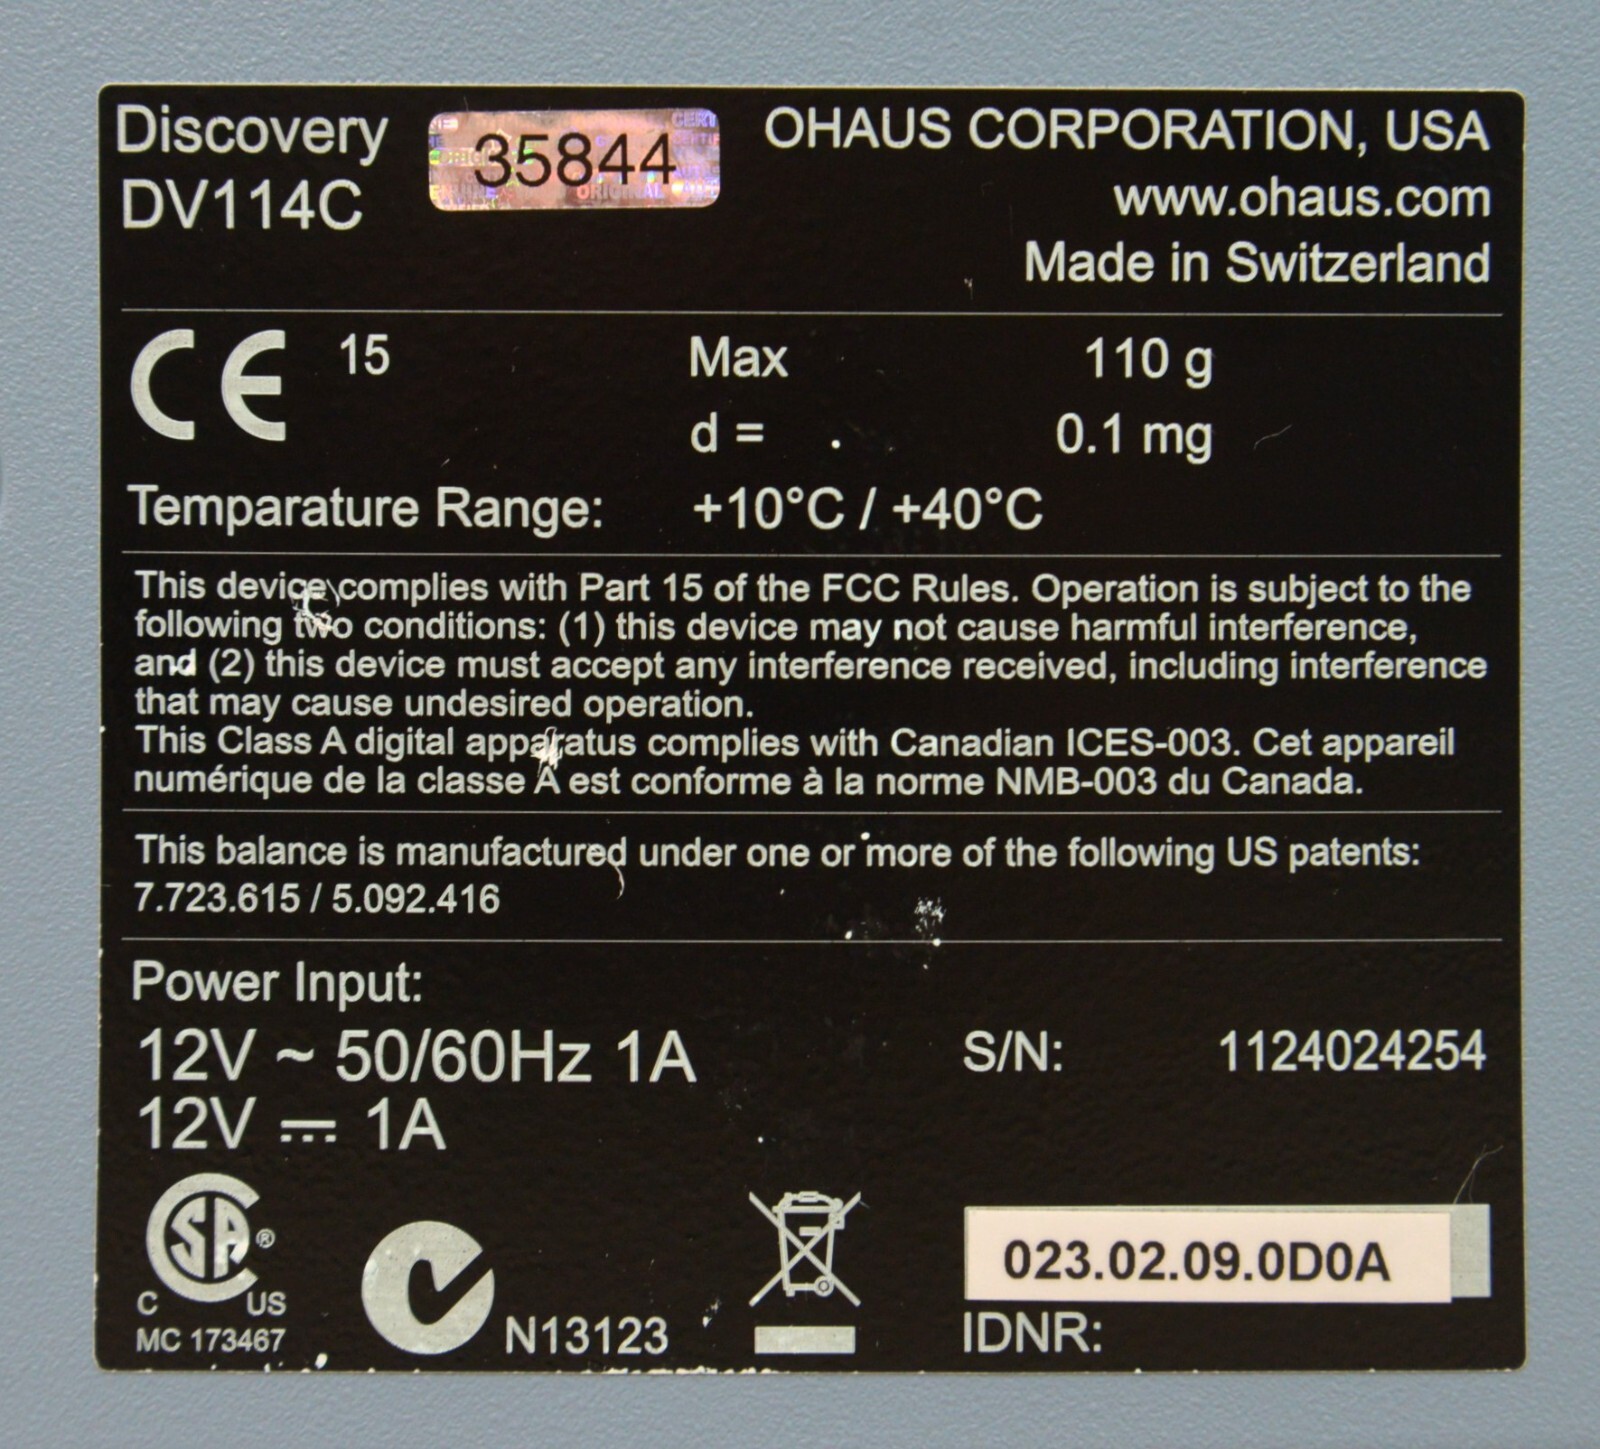 Discovery
DV114C
35844
OHAUS CORPORATION, USA
www.ohaus.com
Made in Switzerland
CE 15
Max 110 g
d = 0.1 mg
Temparature Range: +10°C / +40°C
This device complies with Part 15 of the FCC Rules. Operation is subject to the
following two conditions: (1) this device may not cause harmful interference,
and (2) this device must accept any interference received, including interference
that may cause undesired operation.
This Class A digital apparatus complies with Canadian ICES-003. Cet appareil
numérique de la classe A est conforme à la norme NMB-003 du Canada.
This balance is manufactured under one or more of the following US patents:
7.723.615 / 5.092.416
Power Input:
12V ~ 50/60Hz 1A
12V ⎓ 1A
S/N: 1124024254
SA®
C US
MC 173467
N13123
023.02.09.0D0A
IDNR: